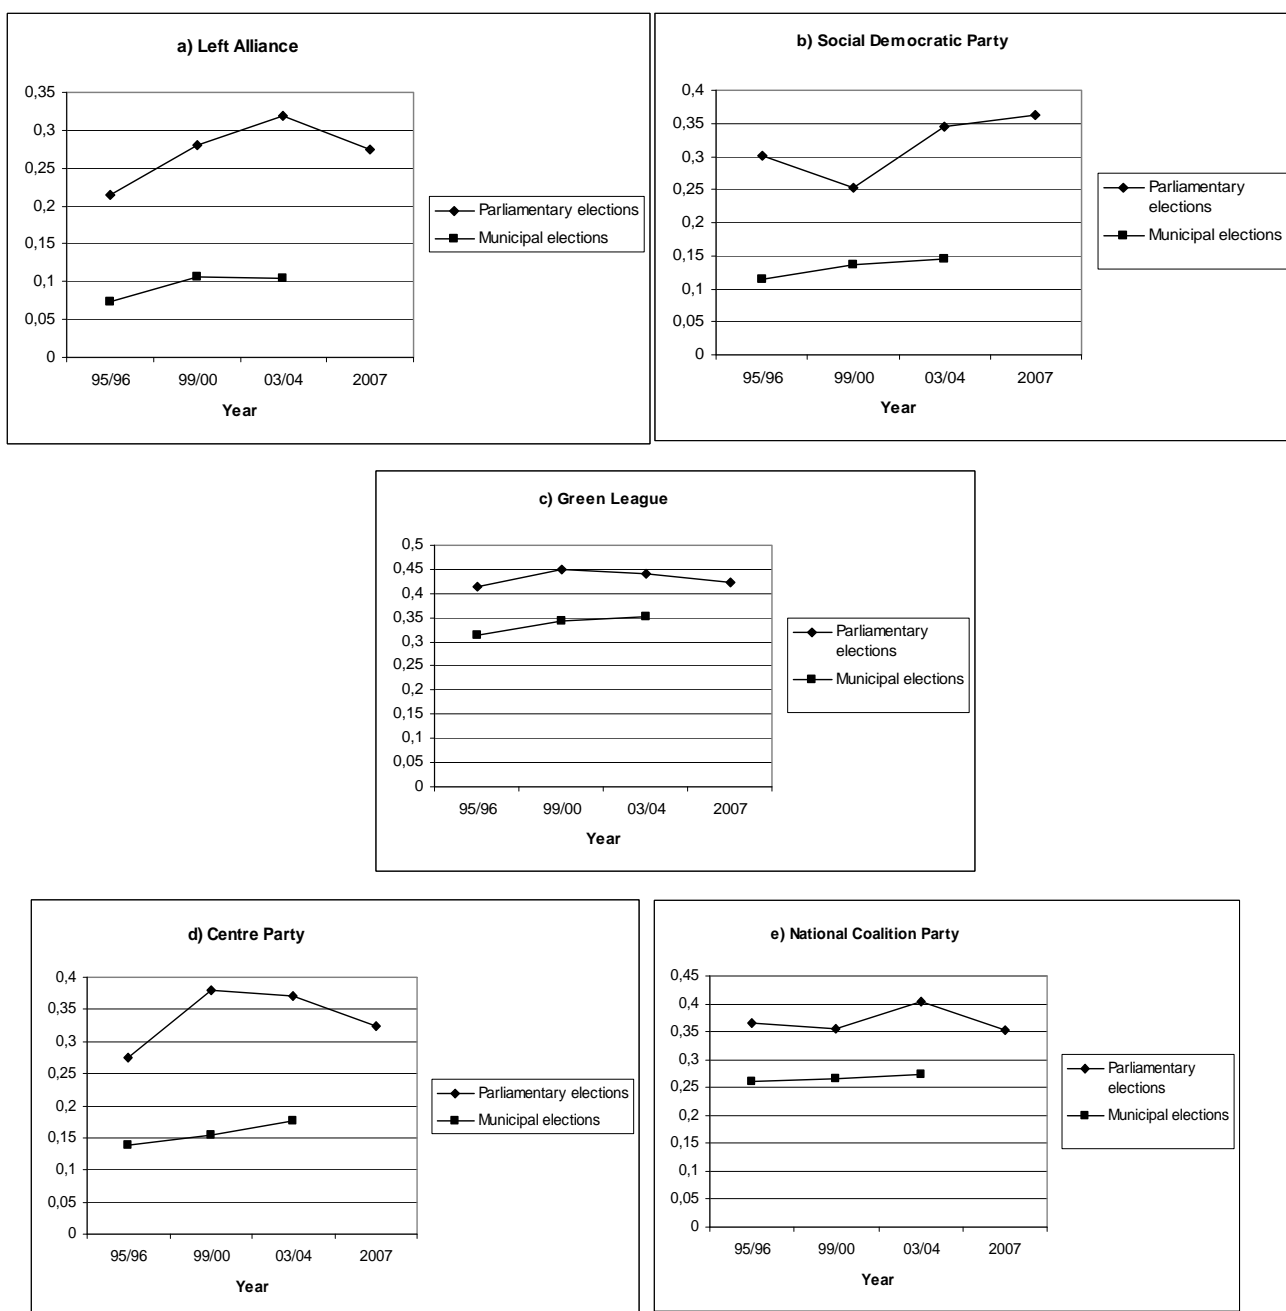 a) Left Alliance
0,35
0,3
0,25
0,2
0,15
0,1
0,05
0
95/96 99/00 03/04 2007
Year
Parliamentary elections
Municipal elections
b) Social Democratic Party
0,4
0,35
0,3
0,25
0,2
0,15
0,1
0,05
0
95/96 99/00 03/04 2007
Year
Parliamentary
elections
Municipal elections
c) Green League
0,5
0,45
0,4
0,35
0,3
0,25
0,2
0,15
0,1
0,05
0
95/96 99/00 03/04 2007
Year
Parliamentary
elections
Municipal elections
d) Centre Party
0,4
0,35
0,3
0,25
0,2
0,15
0,1
0,05
0
95/96 99/00 03/04 2007
Year
Parliamentary elections
Municipal elections
e) National Coalition Party
0,45
0,4
0,35
0,3
0,25
0,2
0,15
0,1
0,05
0
95/96 99/00 03/04 2007
Year
Parliamentary
elections
Municipal elections